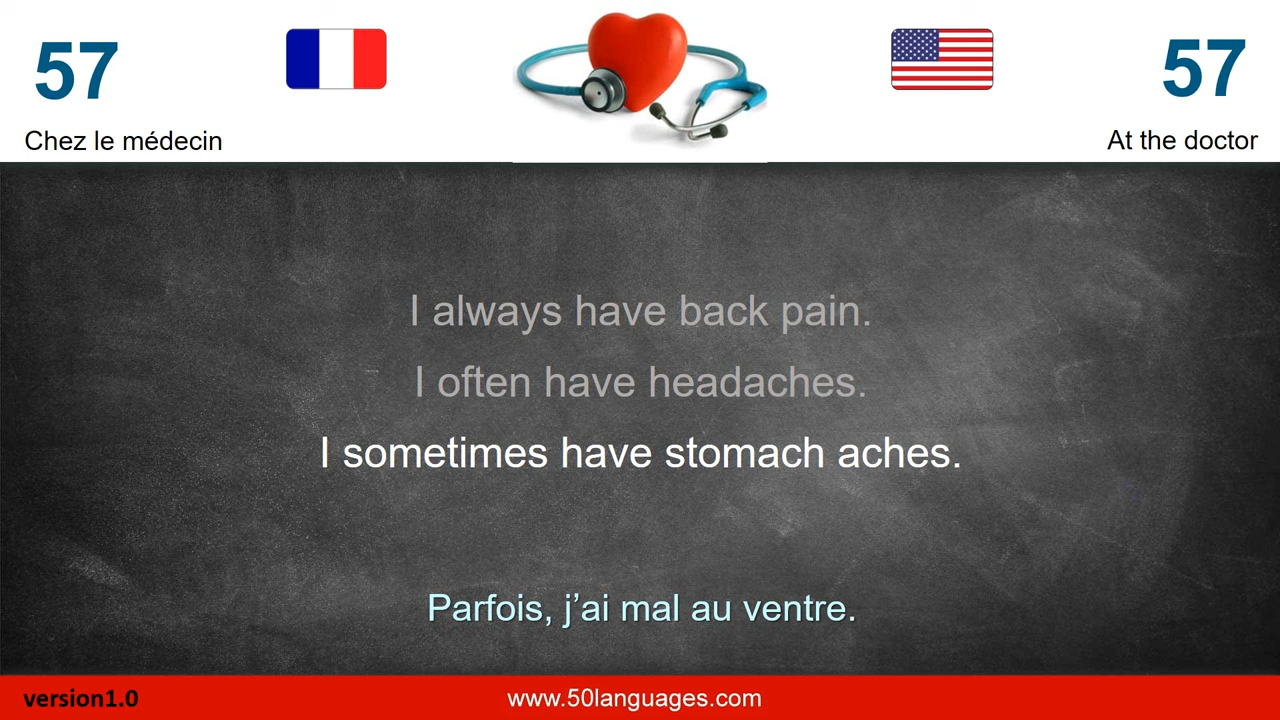 57
57
Chez le médecin
At the doctor
I always have back pain.
I often have headaches.
I sometimes have stomach aches.
Parfois, j’ai mal au ventre.
version1.0
www.50languages.com